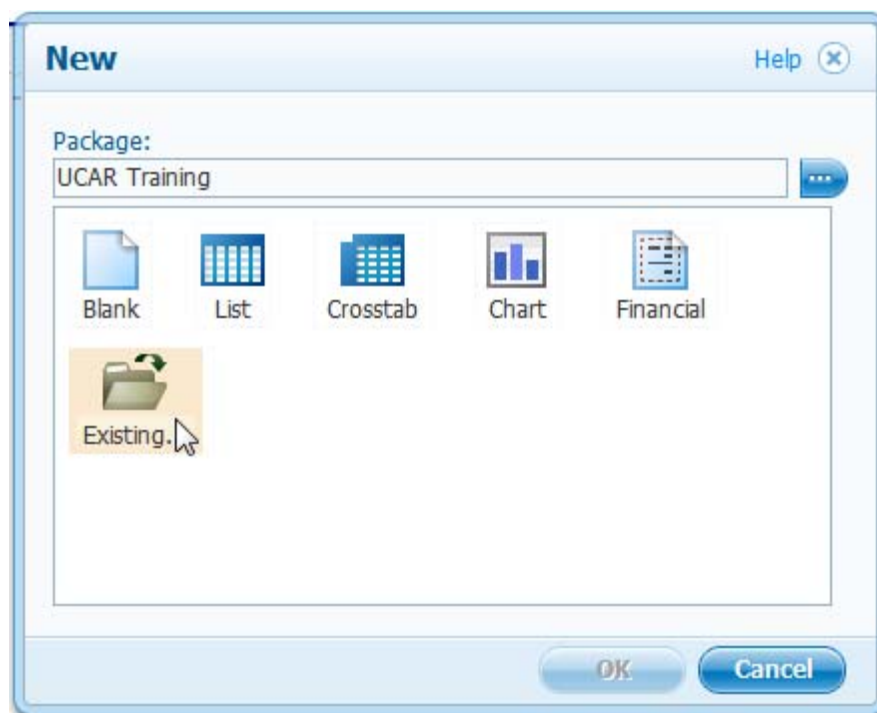 New
Help
Package:
UCAR Training
Blank
List
Crosstab
Chart
Financial
Existing.
OK
Cancel